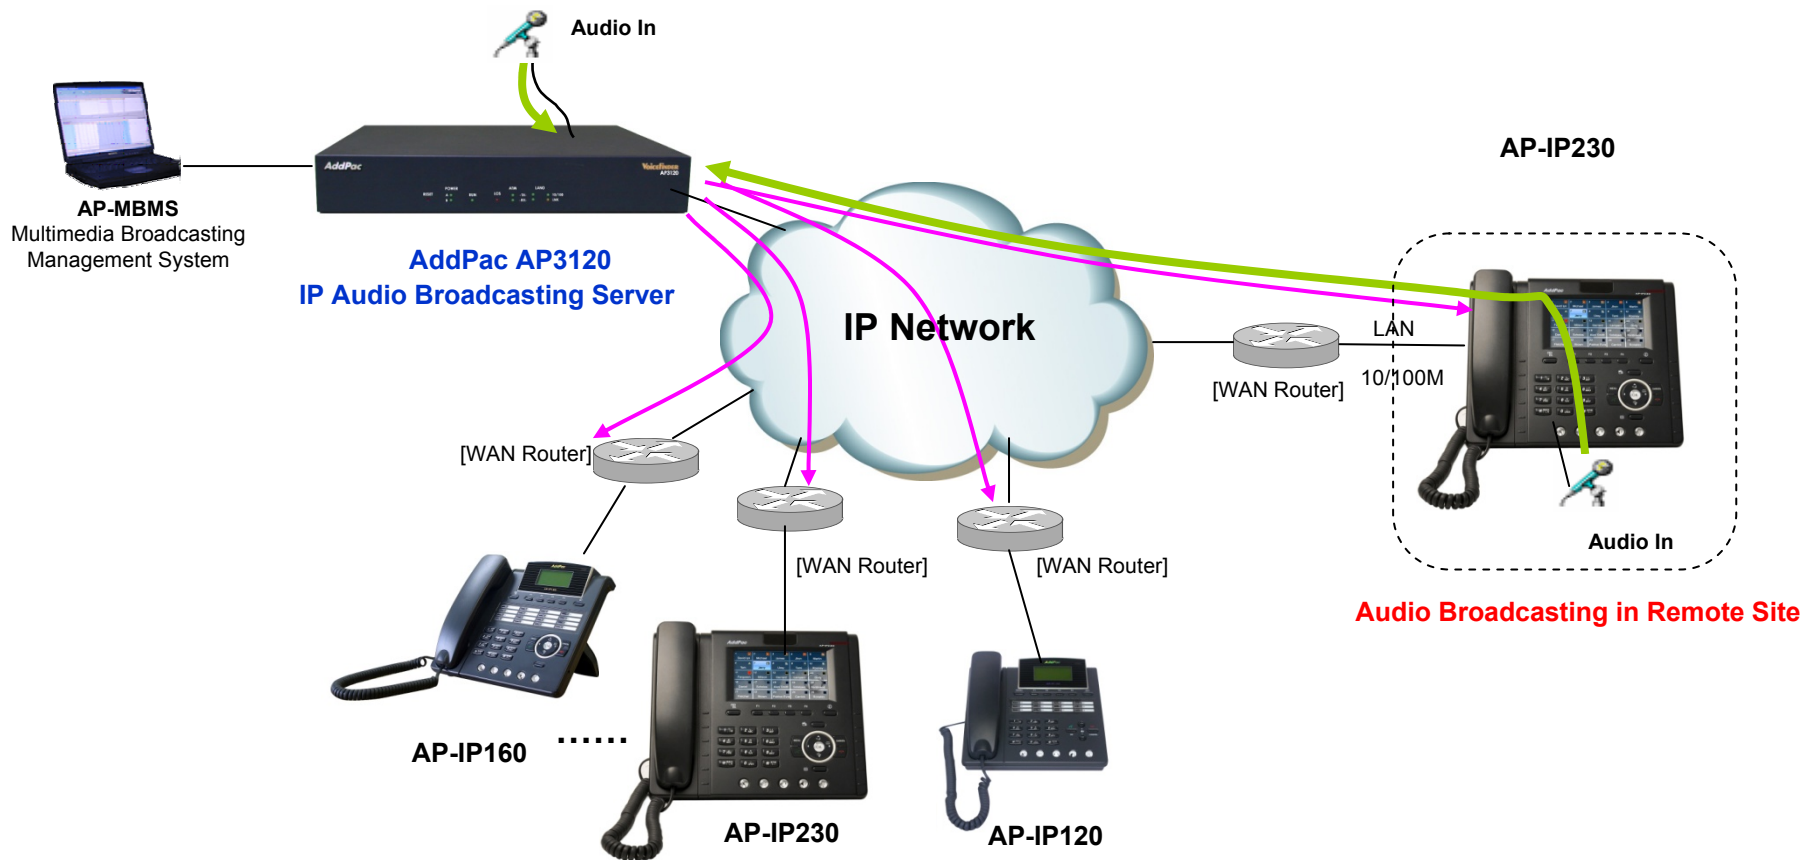 Audio In
AddPac
VoiceFinder
AP3120
AP-MBMS
Multimedia Broadcasting
Management System
AddPac AP3120
IP Audio Broadcasting Server
IP Network
AP-IP230
LAN
10/100M
[WAN Router]
Audio In
Audio Broadcasting in Remote Site
[WAN Router]
[WAN Router]
[WAN Router]
AP-IP160
......
AP-IP230
AP-IP120